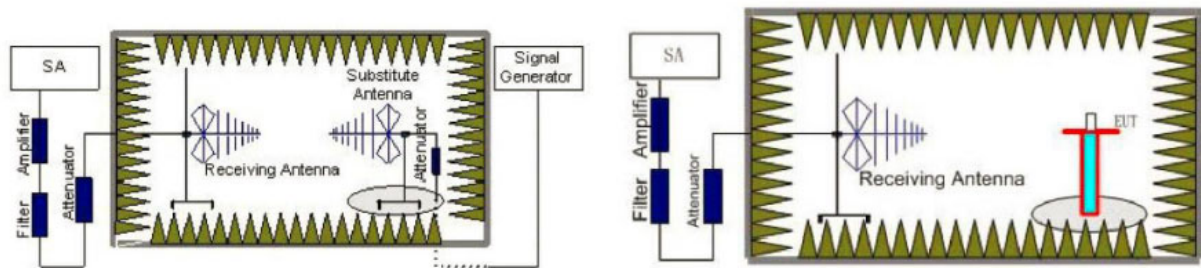 SA
Amplifier
Filter
Attenuator
Receiving Antenna
Substitute
Antenna
Attenuator
Signal
Generator
SA
Amplifier
Filter
Attenuator
Receiving Antenna
EUT